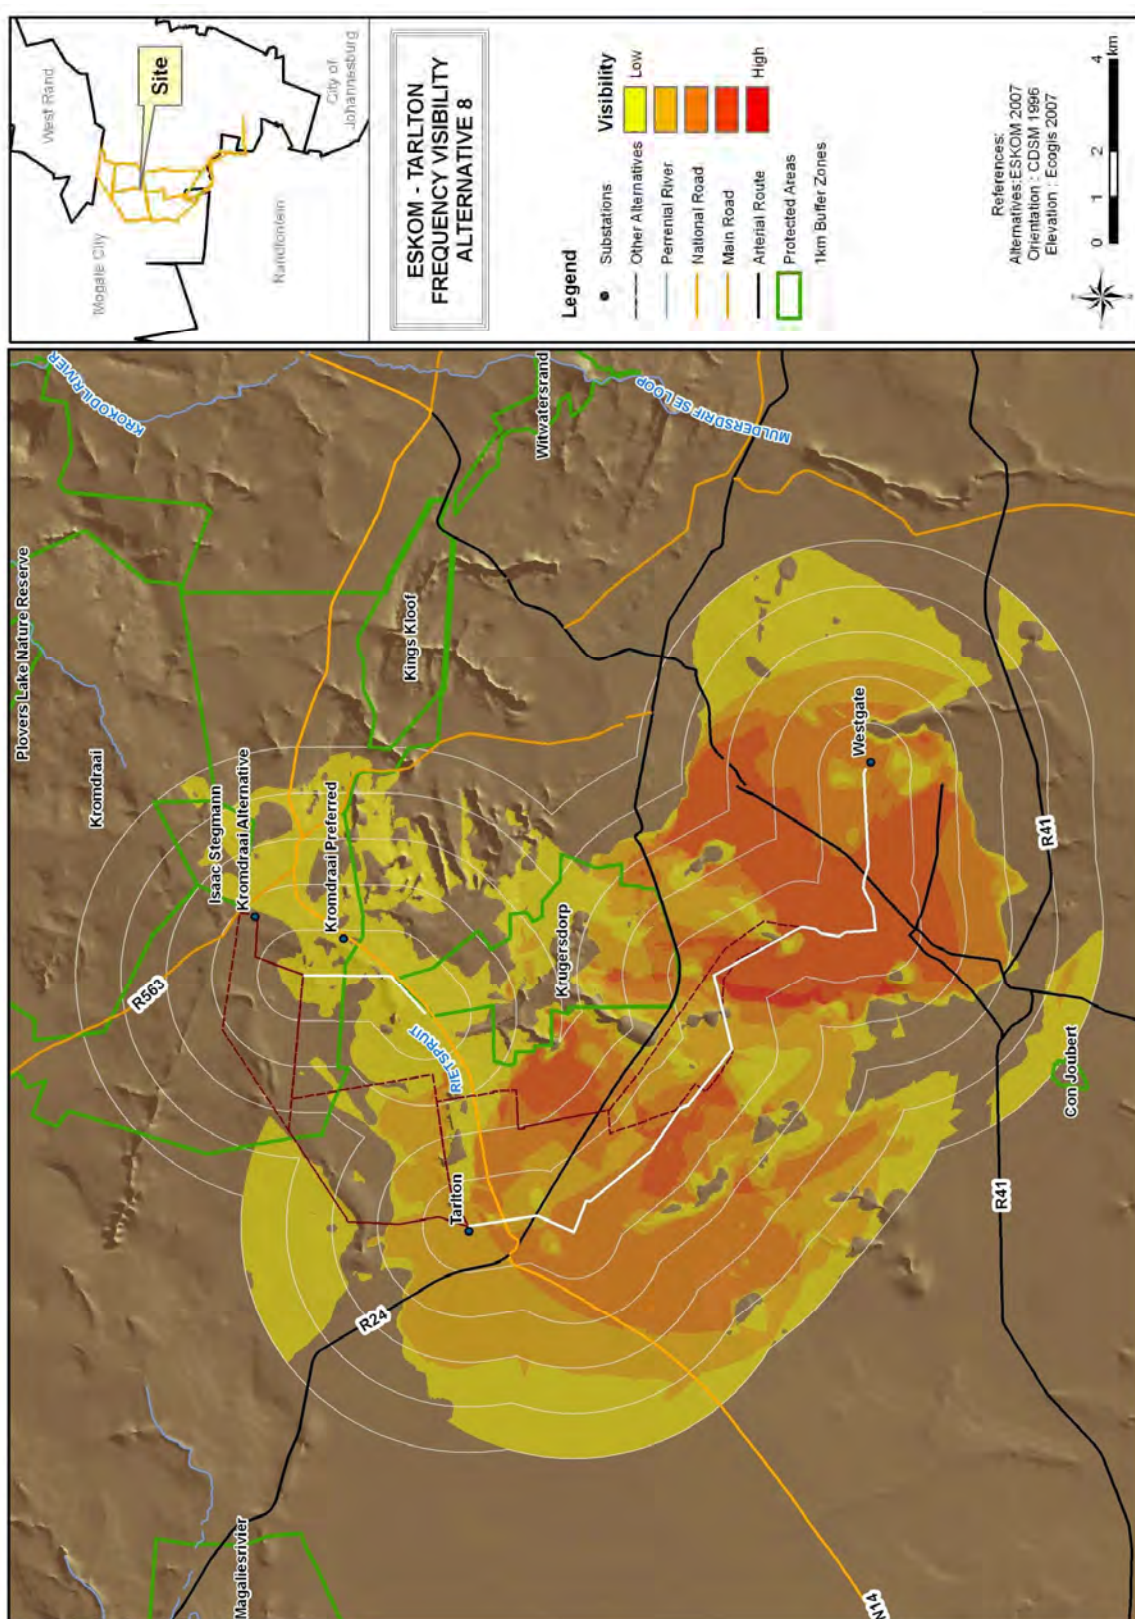 West Rand
Mogale City
Site
City of
Johannesburg
Randfontein
ESKOM - TARLTON
FREQUENCY VISIBILITY
ALTERNATIVE 8
Legend
Substations
Other Alternatives
Perrenial River
National Road
Main Road
Arterial Route
Protected Areas
1km Buffer Zones
Visibility
Low
High
References:
Alternatives:ESKOM 2007
Orientation : CDSM 1996
Elevation : Ecogis 2007
0 1 2 4
km
Plovers Lake Nature Reserve
KROKODILRIVIER
Kromdraai
Isaac Stegmann
Kromdraai Alternative
Kromdraai Preferred
R563
Kings Kloof
Witwatersrand
MULDERSDRIF SE LOOP
RIETSPRUIT
Krugersdorp
Tarlton
R24
Magaliesrivier
Westgate
R41
Con Joubert
R41
N14